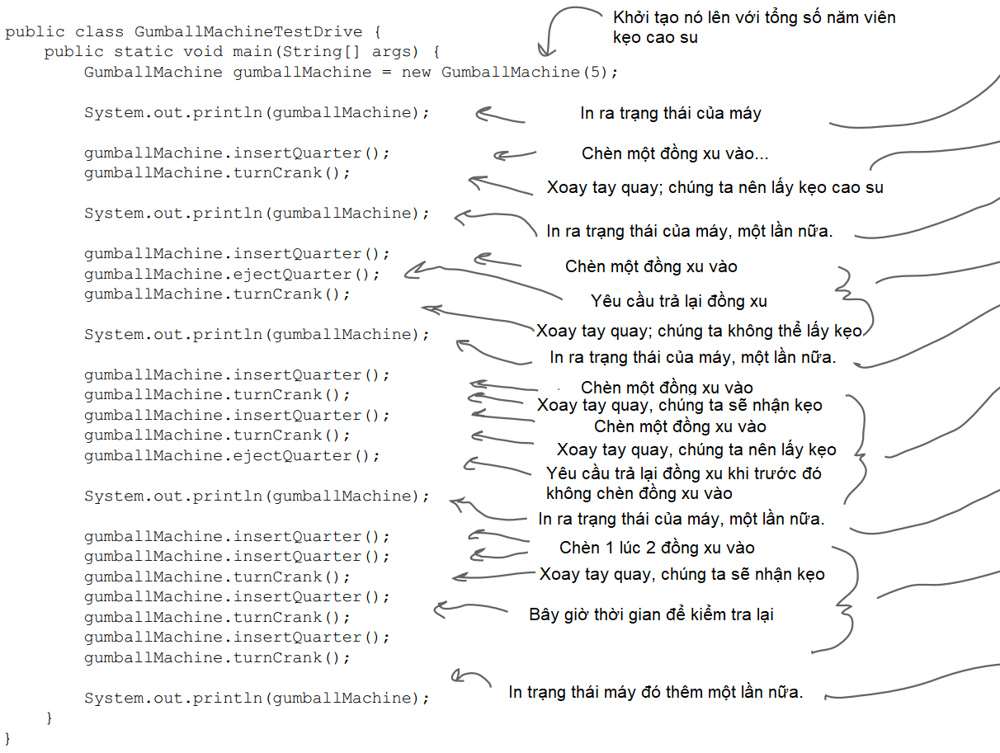 Khởi tạo nó lên với tổng số năm viên
kẹo cao su
public class GumballMachineTestDrive {
public static void main(String[] args) {
GumballMachine gumballMachine = new GumballMachine(5);
System.out.println(gumballMachine);
In ra trạng thái của máy
gumballMachine.insertQuarter();
Chèn một đồng xu vào...
gumballMachine.turnCrank();
Xoay tay quay; chúng ta nên lấy kẹo cao su
System.out.println(gumballMachine);
In ra trạng thái của máy, một lần nữa.
gumballMachine.insertQuarter();
Chèn một đồng xu vào
gumballMachine.ejectQuarter();
Yêu cầu trả lại đồng xu
gumballMachine.turnCrank();
Xoay tay quay; chúng ta không thể lấy kẹo.
System.out.println(gumballMachine);
In ra trạng thái của máy, một lần nữa.
gumballMachine.insertQuarter();
Chèn một đồng xu vào
gumballMachine.turnCrank();
Xoay tay quay, chúng ta sẽ nhận kẹo
gumballMachine.insertQuarter();
Chèn một đồng xu vào
gumballMachine.turnCrank();
Xoay tay quay, chúng ta nên lấy kẹo
gumballMachine.ejectQuarter();
Yêu cầu trả lại đồng xu khi trước đó
không chèn đồng xu vào
System.out.println(gumballMachine);
In ra trạng thái của máy, một lần nữa.
gumballMachine.insertQuarter();
Chèn 1 lúc 2 đồng xu vào
gumballMachine.insertQuarter();
gumballMachine.turnCrank();
Xoay tay quay, chúng ta sẽ nhận kẹo
gumballMachine.insertQuarter();
gumballMachine.turnCrank();
Bây giờ thời gian để kiểm tra lại
gumballMachine.insertQuarter();
gumballMachine.turnCrank();
System.out.println(gumballMachine);
In trạng thái máy đó thêm một lần nữa.
}
}